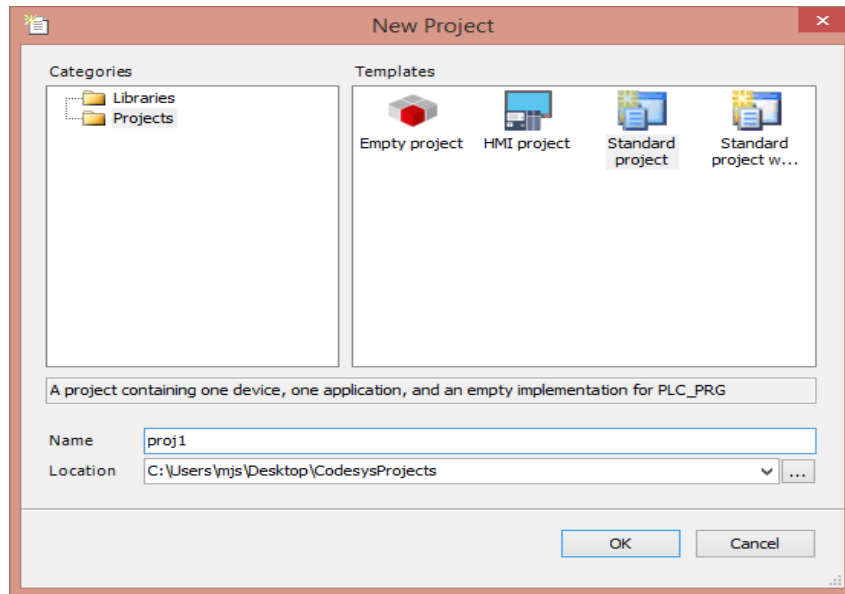 New Project
Categories
Templates
Libraries
Projects
Empty project
HMI project
Standard
project
Standard
project w...
A project containing one device, one application, and an empty implementation for PLC_PRG
Name
proj1
Location
C:\Users\mjs\Desktop\CodesysProjects
...
OK
Cancel